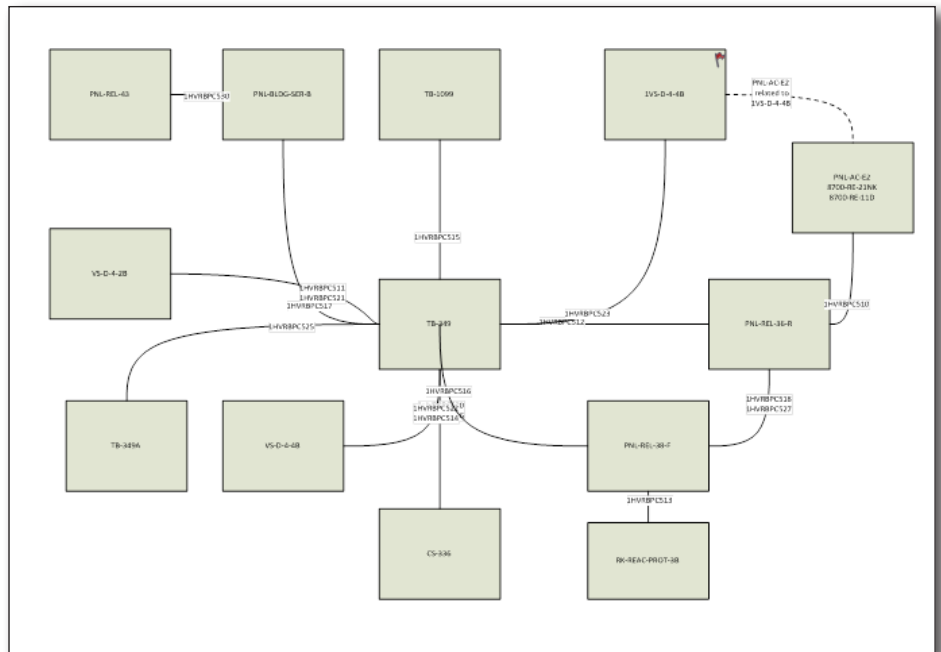 PNL-REL-43
1HVRBPC530
PNL-BLDG-SER-B
TB-1099
1VS-D-4-4B
PNL-AC-E2
related to
1VS-D-4-4B
PNL-AC-E2
8700-RE-21NK
8700-RE-11D
1HVRBPC515
VS-D-4-2B
1HVRBPC511
1HVRBPC521
1HVRBPC517
1HVRBPC525
TB-349
1HVRBPC523
1HVRBPC512
PNL-REL-36-R
1HVRBPC510
1HVRBPC516
1HVRBPC522
1HVRBPC514
1HVRBPC518
1HVRBPC527
TB-349A
VS-D-4-4B
PNL-REL-38-F
1HVRBPC513
CS-336
RK-REAC-PROT-3B